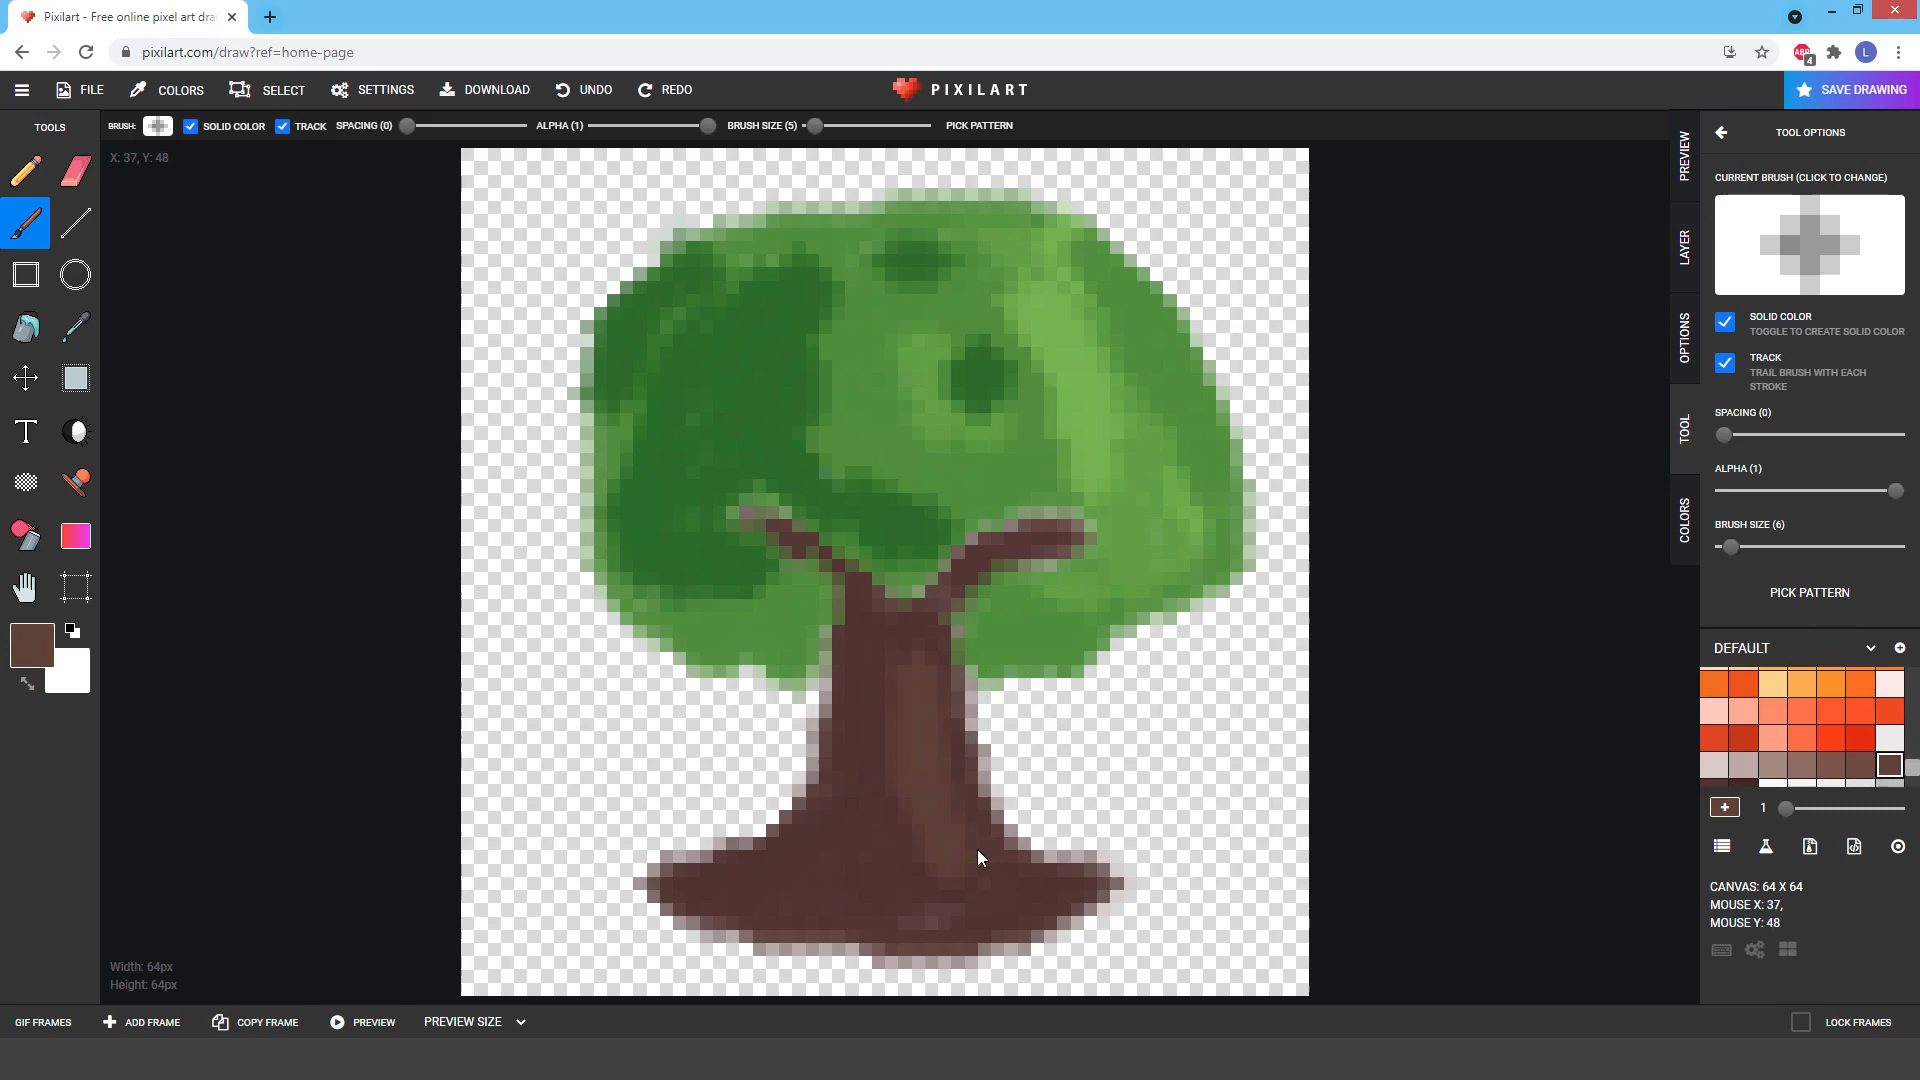 Pixilart - Free online pixel art dra
pixilart.com/draw?ref=home-page
ABP
4
L
FILE
COLORS
SELECT
SETTINGS
DOWNLOAD
UNDO
REDO
PIXILART
SAVE DRAWING
TOOLS
BRUSH:
SOLID COLOR
TRACK
SPACING (0)
ALPHA (1)
BRUSH SIZE (5)
PICK PATTERN
X: 37, Y: 48
T
Width: 64px
Height: 64px
PREVIEW
LAYER
OPTIONS
TOOL
COLORS
TOOL OPTIONS
CURRENT BRUSH (CLICK TO CHANGE)
SOLID COLOR
TOGGLE TO CREATE SOLID COLOR
TRACK
TRAIL BRUSH WITH EACH
STROKE
SPACING (0)
ALPHA (1)
BRUSH SIZE (6)
PICK PATTERN
DEFAULT
1
CANVAS: 64 X 64
MOUSE X: 37,
MOUSE Y: 48
GIF FRAMES
ADD FRAME
COPY FRAME
PREVIEW
PREVIEW SIZE
LOCK FRAMES